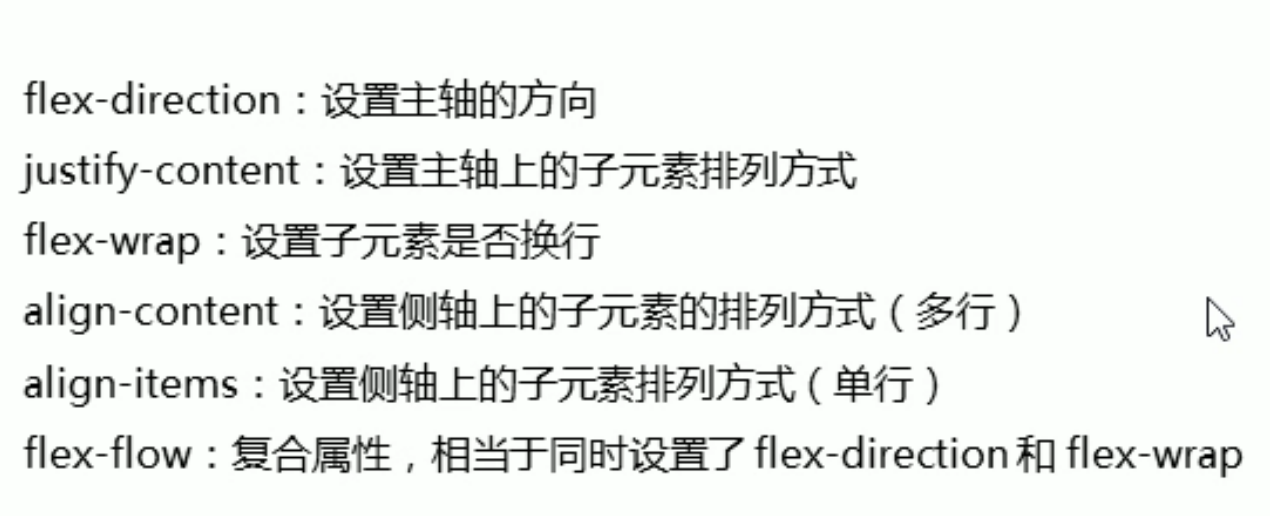 flex-direction：设置主轴的方向
justify-content：设置主轴上的子元素排列方式
flex-wrap：设置子元素是否换行
align-content：设置侧轴上的子元素的排列方式（多行）
align-items：设置侧轴上的子元素排列方式（单行）
flex-flow：复合属性，相当于同时设置了 flex-direction 和 flex-wrap